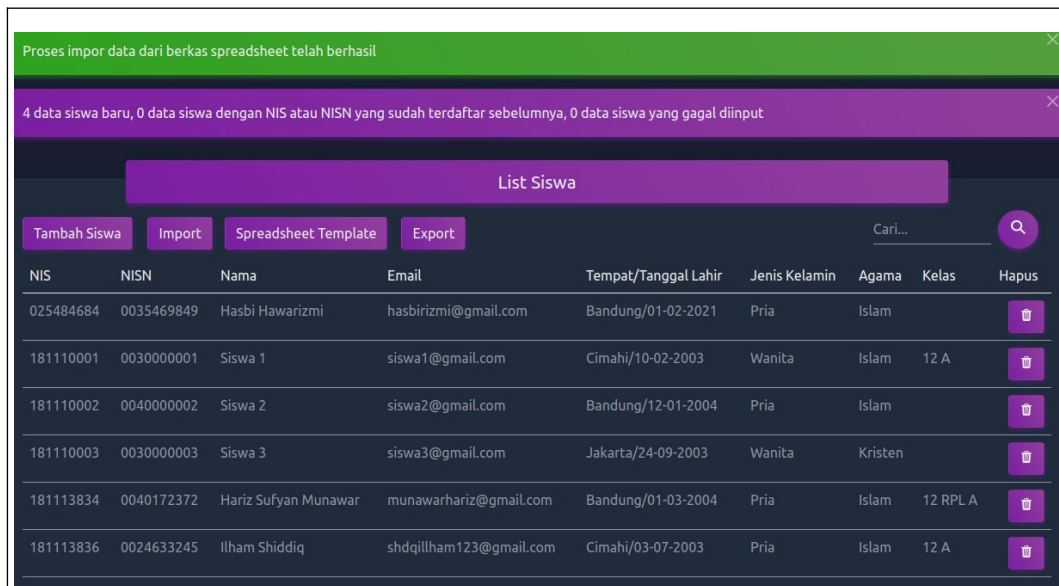 Proses impor data dari berkas spreadsheet telah berhasil
4 data siswa baru, 0 data siswa dengan NIS atau NISN yang sudah terdaftar sebelumnya, 0 data siswa yang gagal diinput
List Siswa
Tambah Siswa Import Spreadsheet Template Export Cari...
NIS NISN Nama Email Tempat/Tanggal Lahir Jenis Kelamin Agama Kelas Hapus
025484684 0035469849 Hasbi Hawarizmi hasbirizmi@gmail.com Bandung/01-02-2021 Pria Islam
181110001 0030000001 Siswa 1 siswa1@gmail.com Cimahi/10-02-2003 Wanita Islam 12 A
181110002 0040000002 Siswa 2 siswa2@gmail.com Bandung/12-01-2004 Pria Islam
181110003 0030000003 Siswa 3 siswa3@gmail.com Jakarta/24-09-2003 Wanita Kristen
181113834 0040172372 Hariz Sufyan Munawar munawarhariz@gmail.com Bandung/01-03-2004 Pria Islam 12 RPL A
181113836 0024633245 Ilham Shiddiq shdqillham123@gmail.com Cimahi/03-07-2003 Pria Islam 12 A